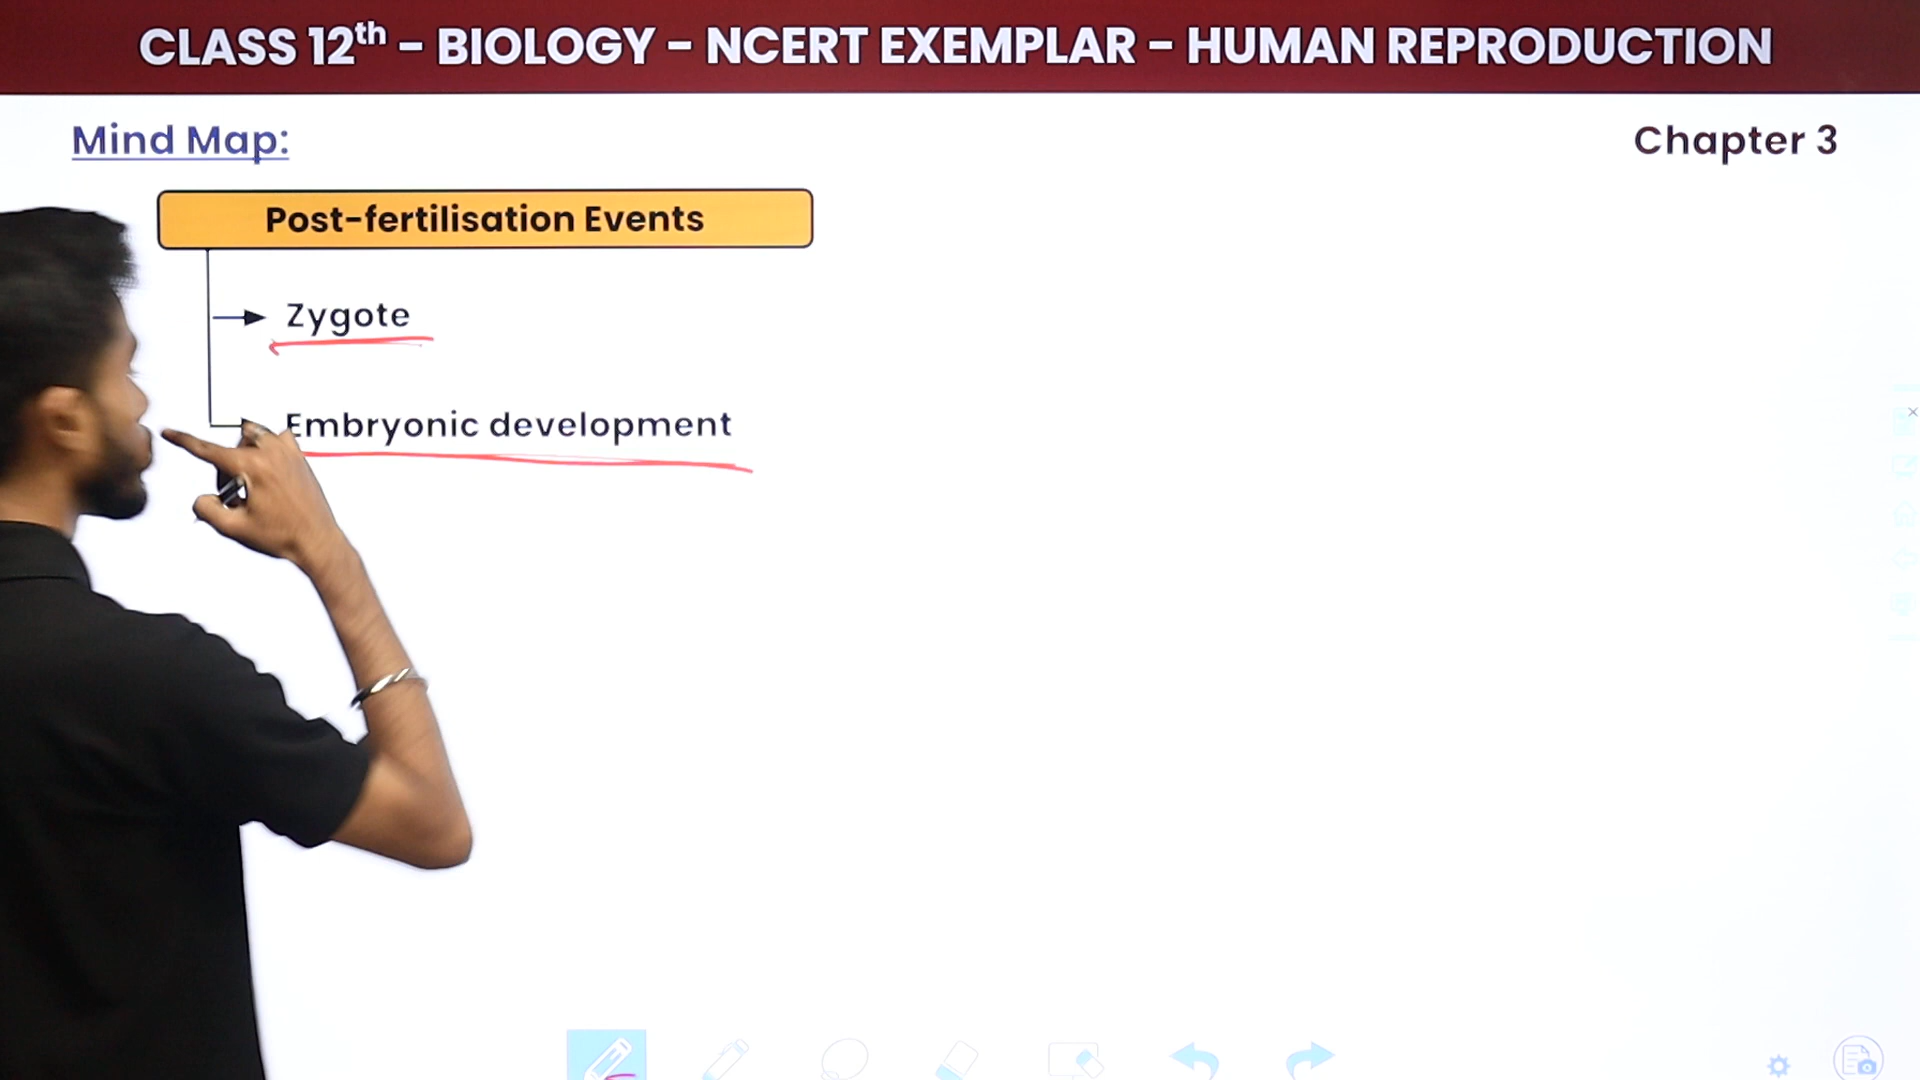 CLASS 12th – BIOLOGY – NCERT EXEMPLAR – HUMAN REPRODUCTION
Mind Map:
Chapter 3
Post-fertilisation Events
Zygote
Embryonic development